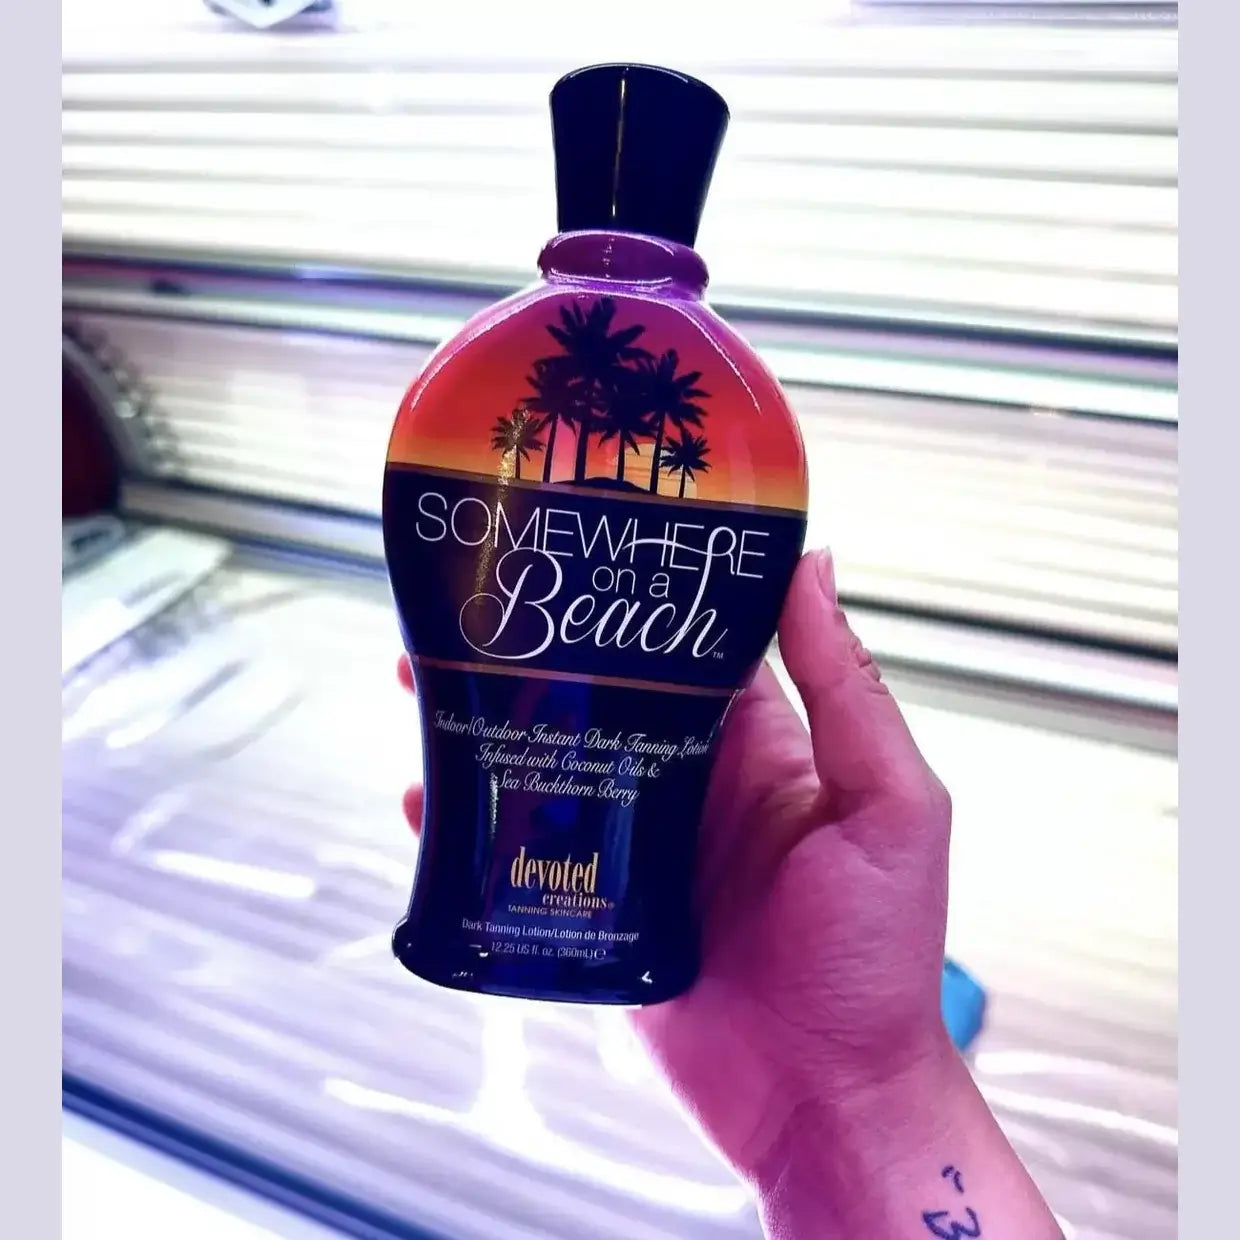 SOMEWHERE
on a
Beach™
Indoor/Outdoor Instant Dark Tanning Lotion
Infused with Coconut Oils &
Sea Buckthorn Berry
devoted
creations®
TANNING SKINCARE
Dark Tanning Lotion/Lotion de Bronzage
12.25 US fl. oz. (360mL) ℮